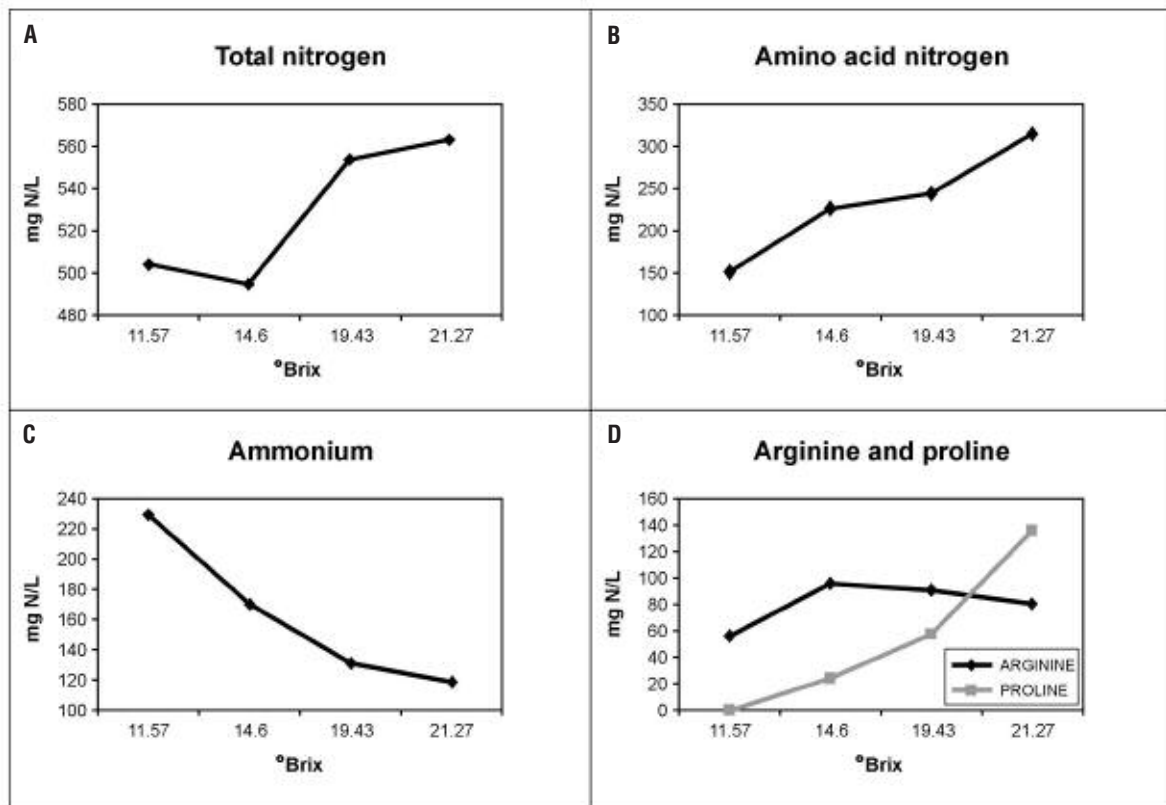 A
Total nitrogen
580
560
540
520
500
480
mg N/L
11.57 14.6 19.43 21.27
°Brix
B
Amino acid nitrogen
350
300
250
200
150
100
mg N/L
11.57 14.6 19.43 21.27
°Brix
C
Ammonium
240
220
200
180
160
140
120
100
mg N/L
11.57 14.6 19.43 21.27
°Brix
D
Arginine and proline
160
140
120
100
80
60
40
20
0
mg N/L
ARGININE
PROLINE
11.57 14.6 19.43 21.27
°Brix